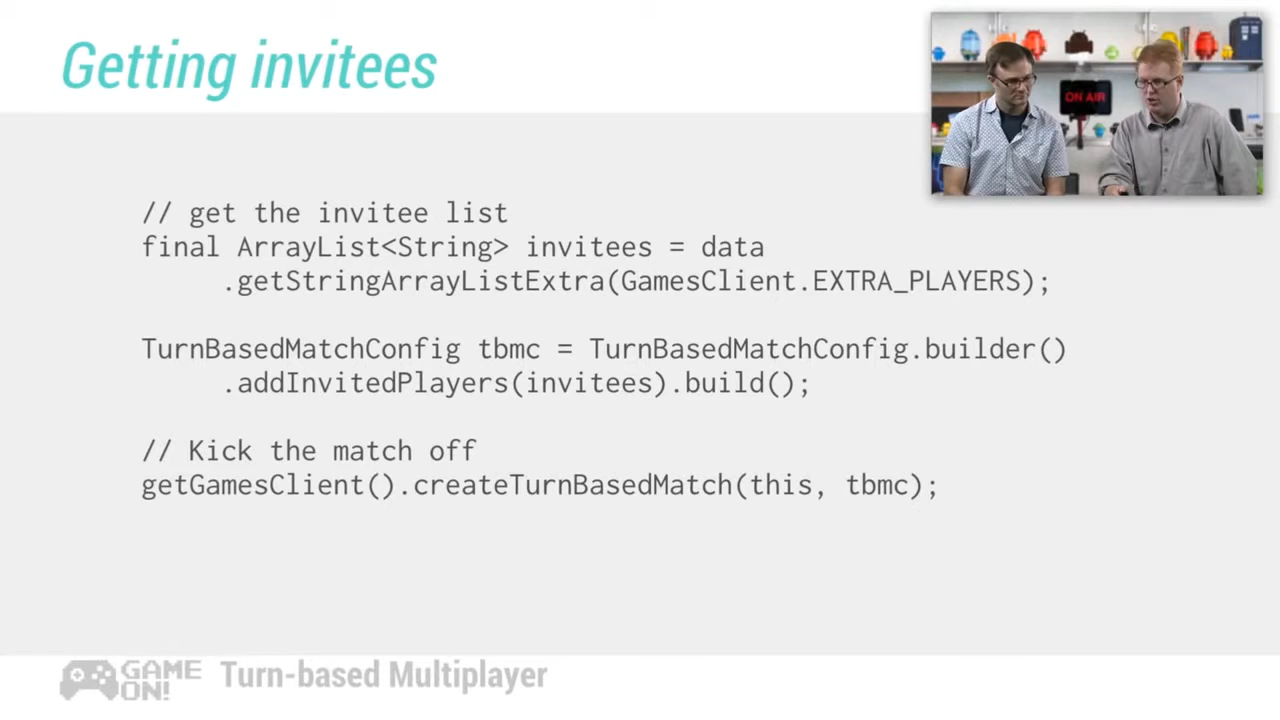 Getting invitees
ON AIR
// get the invitee list
final ArrayList<String> invitees = data
.getStringArrayListExtra(GamesClient.EXTRA_PLAYERS);
TurnBasedMatchConfig tbmc = TurnBasedMatchConfig.builder()
.addInvitedPlayers(invitees).build();
// Kick the match off
getGamesClient().createTurnBasedMatch(this, tbmc);
GAME
ON!
Turn-based Multiplayer